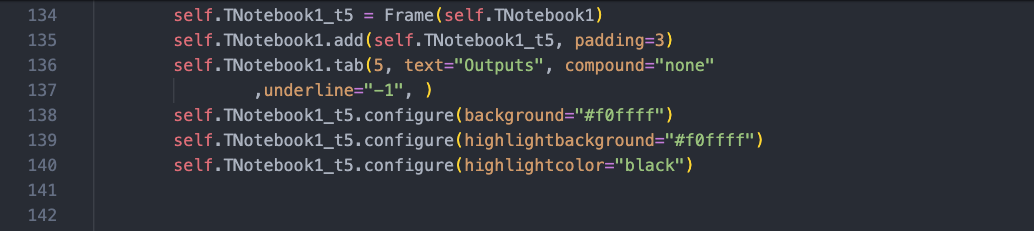 134 self.TNotebook1_t5 = Frame(self.TNotebook1)
135 self.TNotebook1.add(self.TNotebook1_t5, padding=3)
136 self.TNotebook1.tab(5, text="Outputs", compound="none"
137 ,underline="-1", )
138 self.TNotebook1_t5.configure(background="#f0ffff")
139 self.TNotebook1_t5.configure(highlightbackground="#f0ffff")
140 self.TNotebook1_t5.configure(highlightcolor="black")
141
142